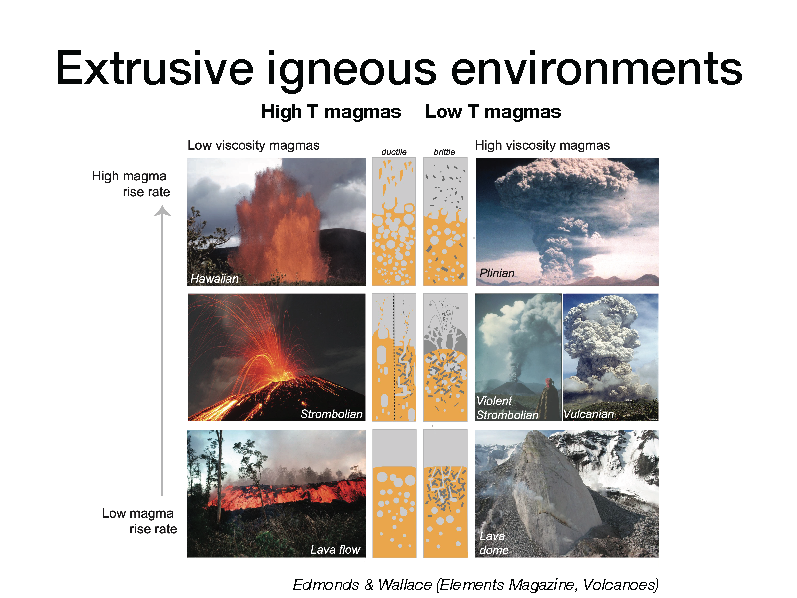 Extrusive igneous environments
High T magmas Low T magmas
Low viscosity magmas ductile brittle High viscosity magmas
High magma
rise rate
Hawaiian
Plinian
Strombolian
Violent
Strombolian
Vulcanian
Low magma
rise rate
Lava flow
Lava
dome
Edmonds & Wallace (Elements Magazine, Volcanoes)